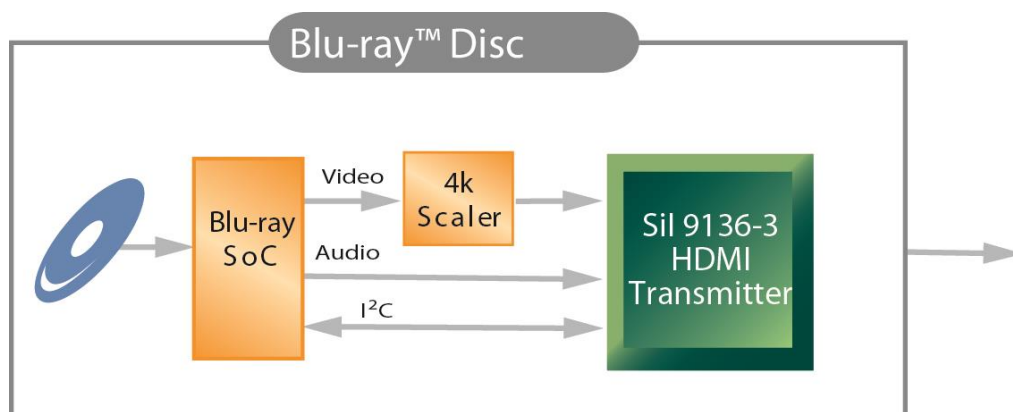 Blu-ray™ Disc
Video
4k
Scaler
Blu-ray
SoC
Audio
I²C
SiI 9136-3
HDMI
Transmitter